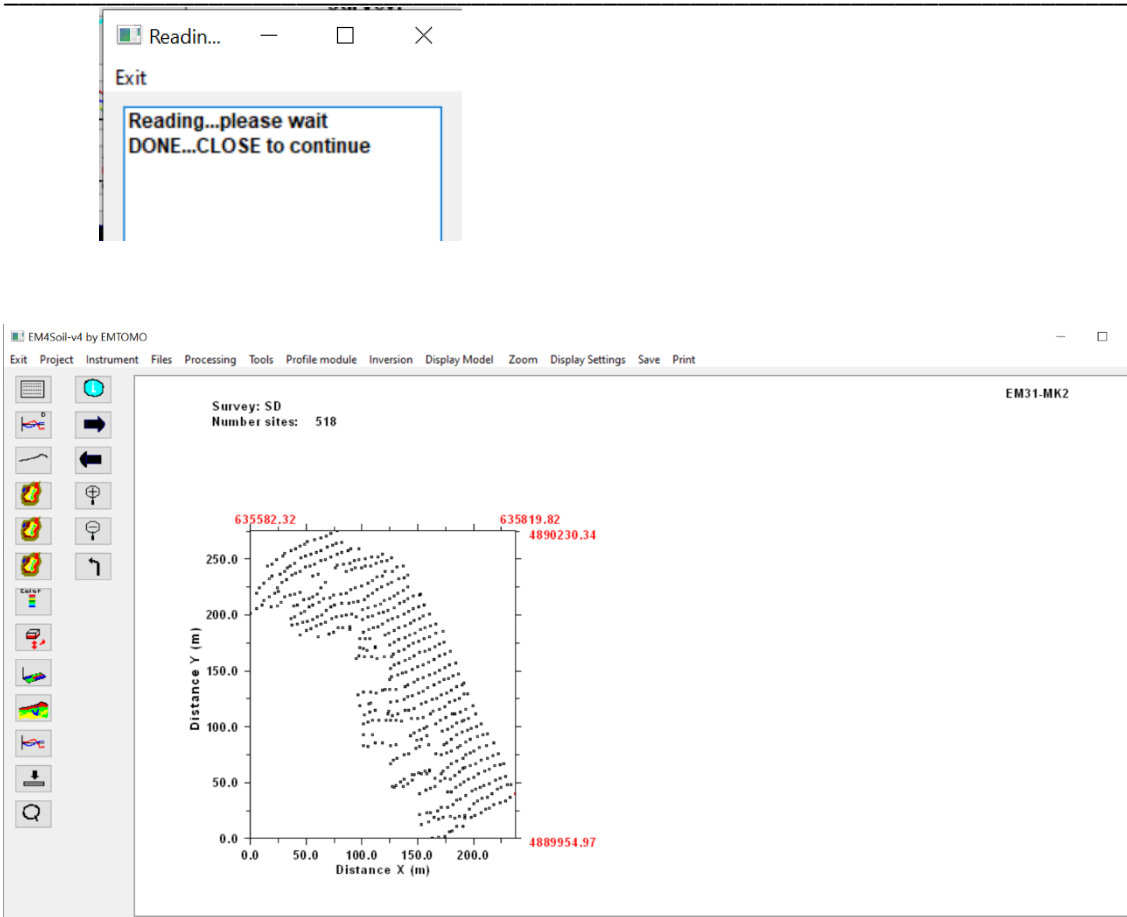 Readin...
Exit
Reading...please wait
DONE...CLOSE to continue
EM4Soil-v4 by EMTOMO
Exit Project Instrument Files Processing Tools Profile module Inversion Display Model Zoom Display Settings Save Print
EM31-MK2
Survey: SD
Number sites: 518
635582.32
635819.82
4890230.34
250.0
200.0
150.0
100.0
50.0
0.0
Distance Y (m)
4889954.97
0.0 50.0 100.0 150.0 200.0
Distance X (m)
D
Color